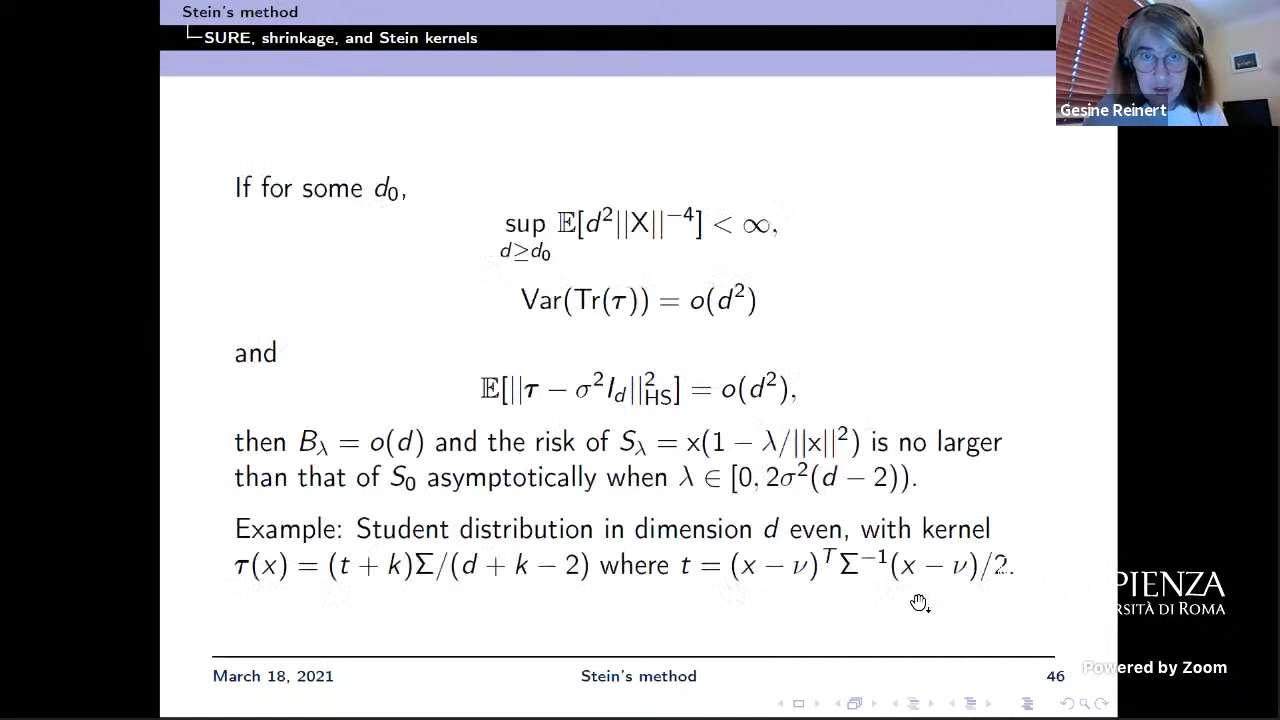 Stein's method
SURE, shrinkage, and Stein kernels
Gesine Reinert
If for some d₀,
sup 𝔼[d²||X||⁻⁴] < ∞,
d≥d₀
Var(Tr(τ)) = o(d²)
and
𝔼[||τ − σ²I_d||²_HS] = o(d²),
then B_λ = o(d) and the risk of S_λ = x(1 − λ/||x||²) is no larger
than that of S₀ asymptotically when λ ∈ [0, 2σ²(d − 2)).
Example: Student distribution in dimension d even, with kernel
τ(x) = (t + k)Σ/(d + k − 2) where t = (x − ν)ᵀΣ⁻¹(x − ν)/2.
PIENZA
RSITÀ DI ROMA
March 18, 2021
Stein's method
46
Powered by Zoom